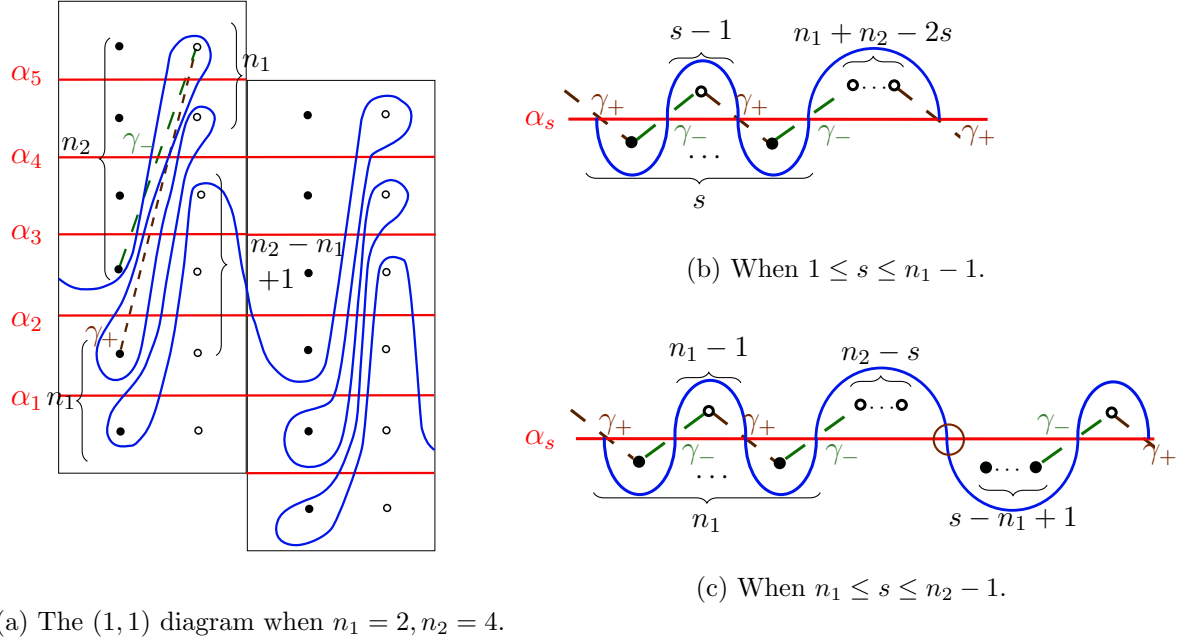 α₅
α₄
α₃
α₂
α₁
n₂
n₁
γ₋
γ₊
n₁
n₂ − n₁
+1
(a) The (1, 1) diagram when n₁ = 2, n₂ = 4.
s − 1
n₁ + n₂ − 2s
αₛ
γ₊
γ₋
γ₊
γ₋
γ₊
...
...
s
(b) When 1 ≤ s ≤ n₁ − 1.
n₁ − 1
n₂ − s
αₛ
γ₊
γ₋
γ₊
γ₋
γ₋
γ₊
...
...
...
n₁
s − n₁ + 1
(c) When n₁ ≤ s ≤ n₂ − 1.